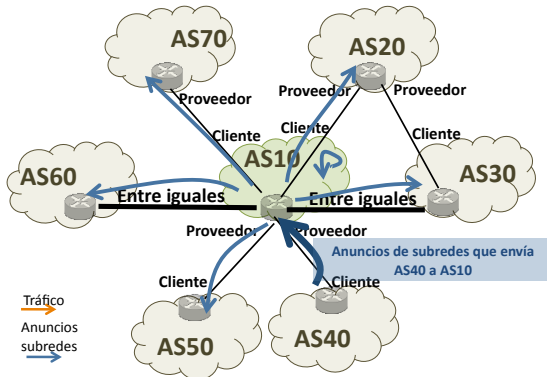 AS70
AS20
Proveedor
Proveedor
Proveedor
Cliente
Cliente
Cliente
AS10
AS60
AS30
Entre iguales
Entre iguales
Proveedor
Proveedor
Anuncios de subredes que envía
AS40 a AS10
Cliente
Cliente
Tráfico
Anuncios
subredes
AS50
AS40